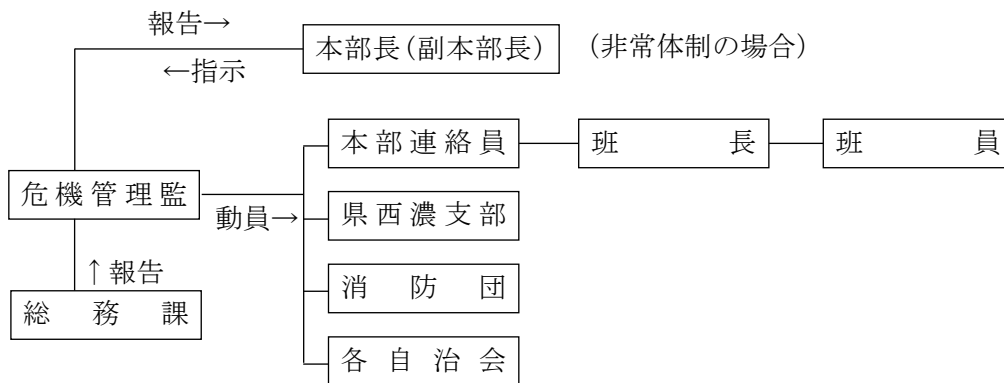 報告→
本部長(副本部長) (非常体制の場合)
←指示
本部連絡員 班長 班員
危機管理監
動員→
県西濃支部
↑報告
消防団
総務課
各自治会